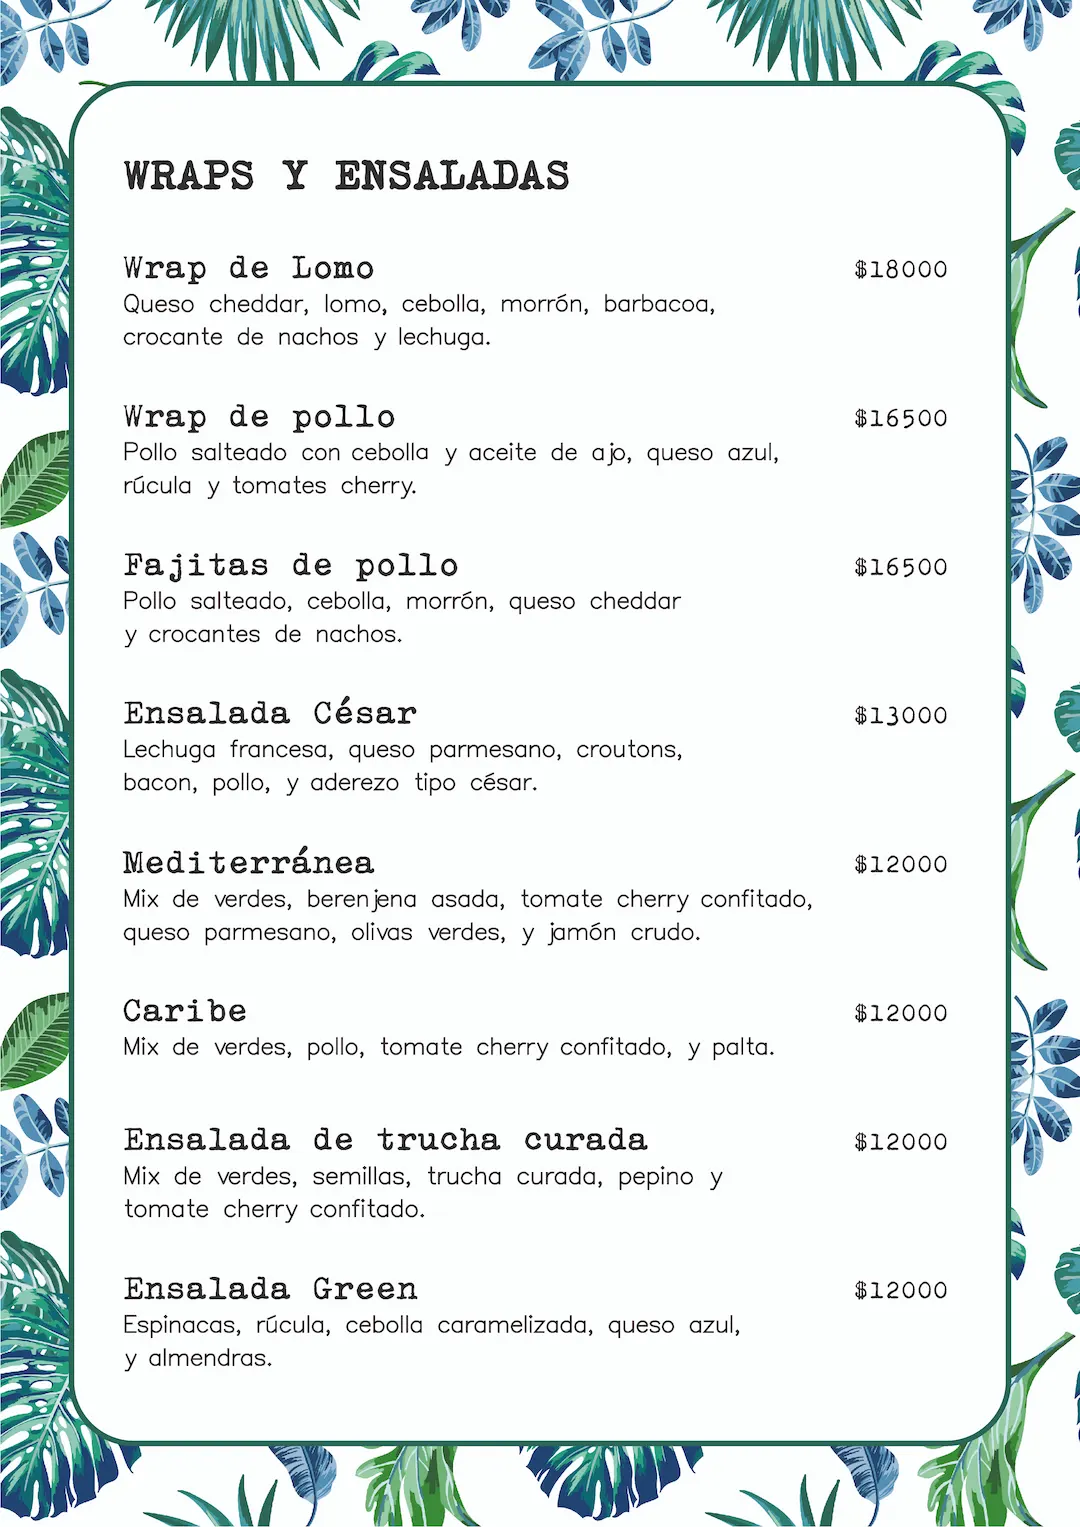 WRAPS Y ENSALADAS
Wrap de Lomo $18000
Queso cheddar, lomo, cebolla, morrón, barbacoa,
crocante de nachos y lechuga.
Wrap de pollo $16500
Pollo salteado con cebolla y aceite de ajo, queso azul,
rúcula y tomates cherry.
Fajitas de pollo $16500
Pollo salteado, cebolla, morrón, queso cheddar
y crocantes de nachos.
Ensalada César $13000
Lechuga francesa, queso parmesano, croutons,
bacon, pollo, y aderezo tipo césar.
Mediterránea $12000
Mix de verdes, berenjena asada, tomate cherry confitado,
queso parmesano, olivas verdes, y jamón crudo.
Caribe $12000
Mix de verdes, pollo, tomate cherry confitado, y palta.
Ensalada de trucha curada $12000
Mix de verdes, semillas, trucha curada, pepino y
tomate cherry confitado.
Ensalada Green $12000
Espinacas, rúcula, cebolla caramelizada, queso azul,
y almendras.